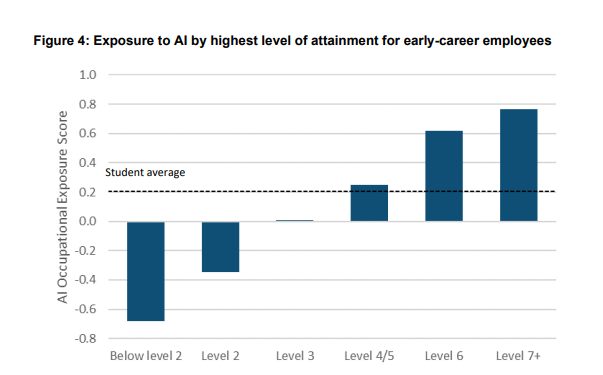 Figure 4: Exposure to AI by highest level of attainment for early-career employees
AI Occupational Exposure Score
1.0
0.8
0.6
0.4
Student average
0.2
0.0
-0.2
-0.4
-0.6
-0.8
Below level 2 Level 2 Level 3 Level 4/5 Level 6 Level 7+